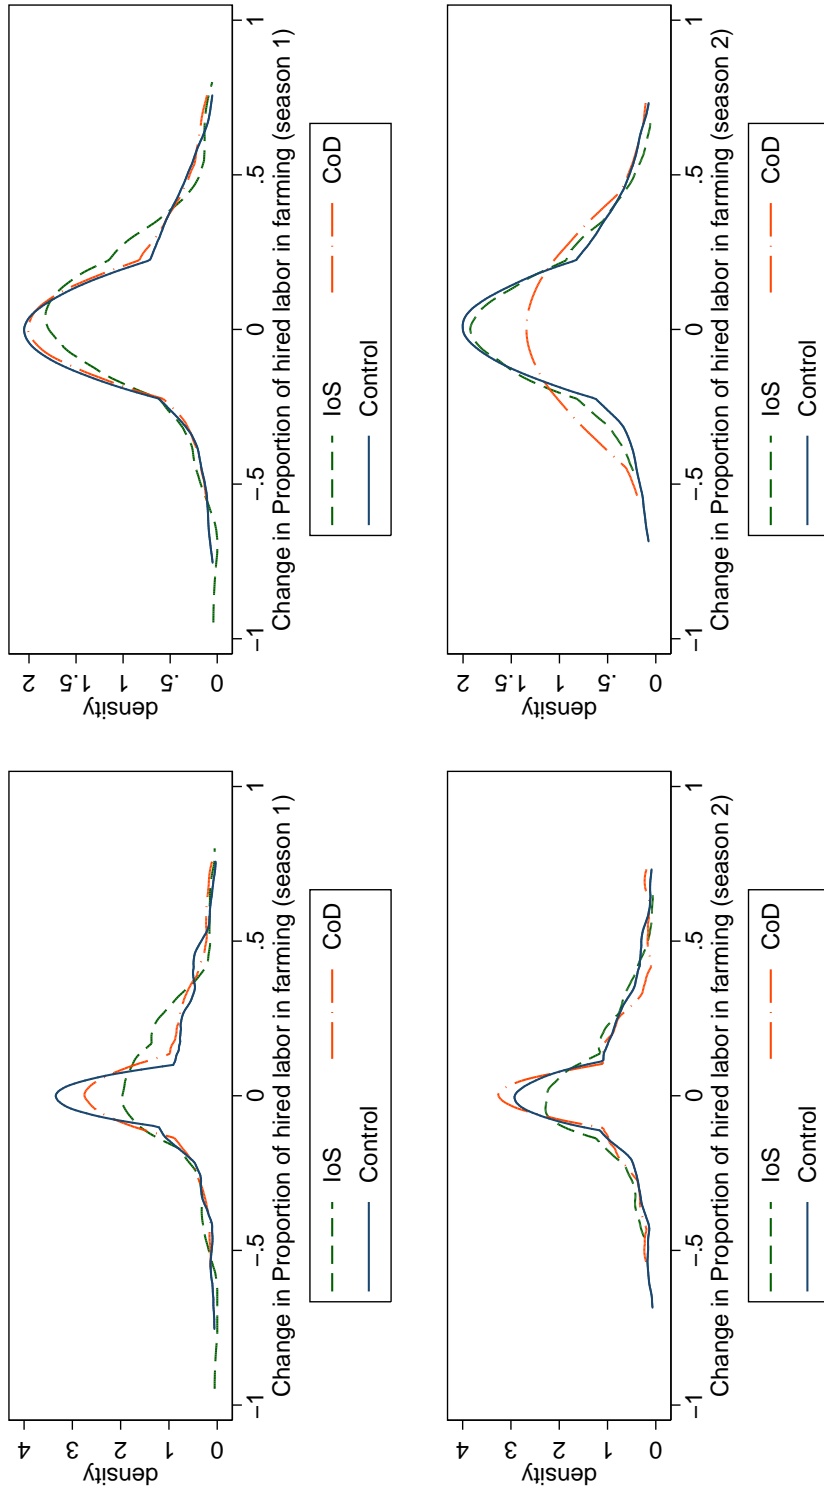 density
4
3
2
1
0
-1
-.5
0
.5
1
Change in Proportion of hired labor in farming (season 1)
IoS
CoD
Control
density
2
1.5
1
.5
0
-1
-.5
0
.5
1
Change in Proportion of hired labor in farming (season 1)
IoS
CoD
Control
density
4
3
2
1
0
-1
-.5
0
.5
1
Change in Proportion of hired labor in farming (season 2)
IoS
CoD
Control
density
2
1.5
1
.5
0
-1
-.5
0
.5
1
Change in Proportion of hired labor in farming (season 2)
IoS
CoD
Control